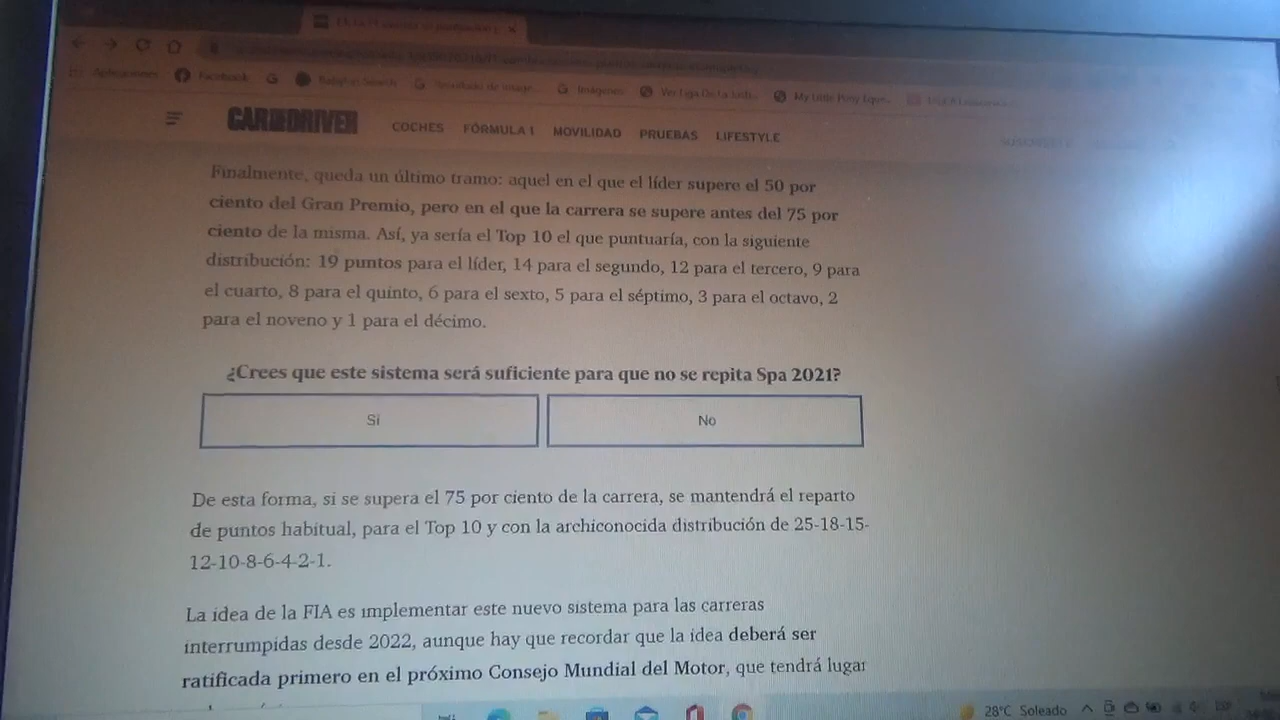 Aplicaciones Facebook G Imágenes My Little Pony Eque...
CAR AND DRIVER COCHES FÓRMULA 1 MOVILIDAD PRUEBAS LIFESTYLE
Finalmente, queda un último tramo: aquel en el que el líder supere el 50 por
ciento del Gran Premio, pero en el que la carrera se supere antes del 75 por
ciento de la misma. Así, ya sería el Top 10 el que puntuaría, con la siguiente
distribución: 19 puntos para el líder, 14 para el segundo, 12 para el tercero, 9 para
el cuarto, 8 para el quinto, 6 para el sexto, 5 para el séptimo, 3 para el octavo, 2
para el noveno y 1 para el décimo.
¿Crees que este sistema será suficiente para que no se repita Spa 2021?
Sí No
De esta forma, si se supera el 75 por ciento de la carrera, se mantendrá el reparto
de puntos habitual, para el Top 10 y con la archiconocida distribución de 25-18-15-
12-10-8-6-4-2-1.
La idea de la FIA es implementar este nuevo sistema para las carreras
interrumpidas desde 2022, aunque hay que recordar que la idea deberá ser
ratificada primero en el próximo Consejo Mundial del Motor, que tendrá lugar
28°C Soleado